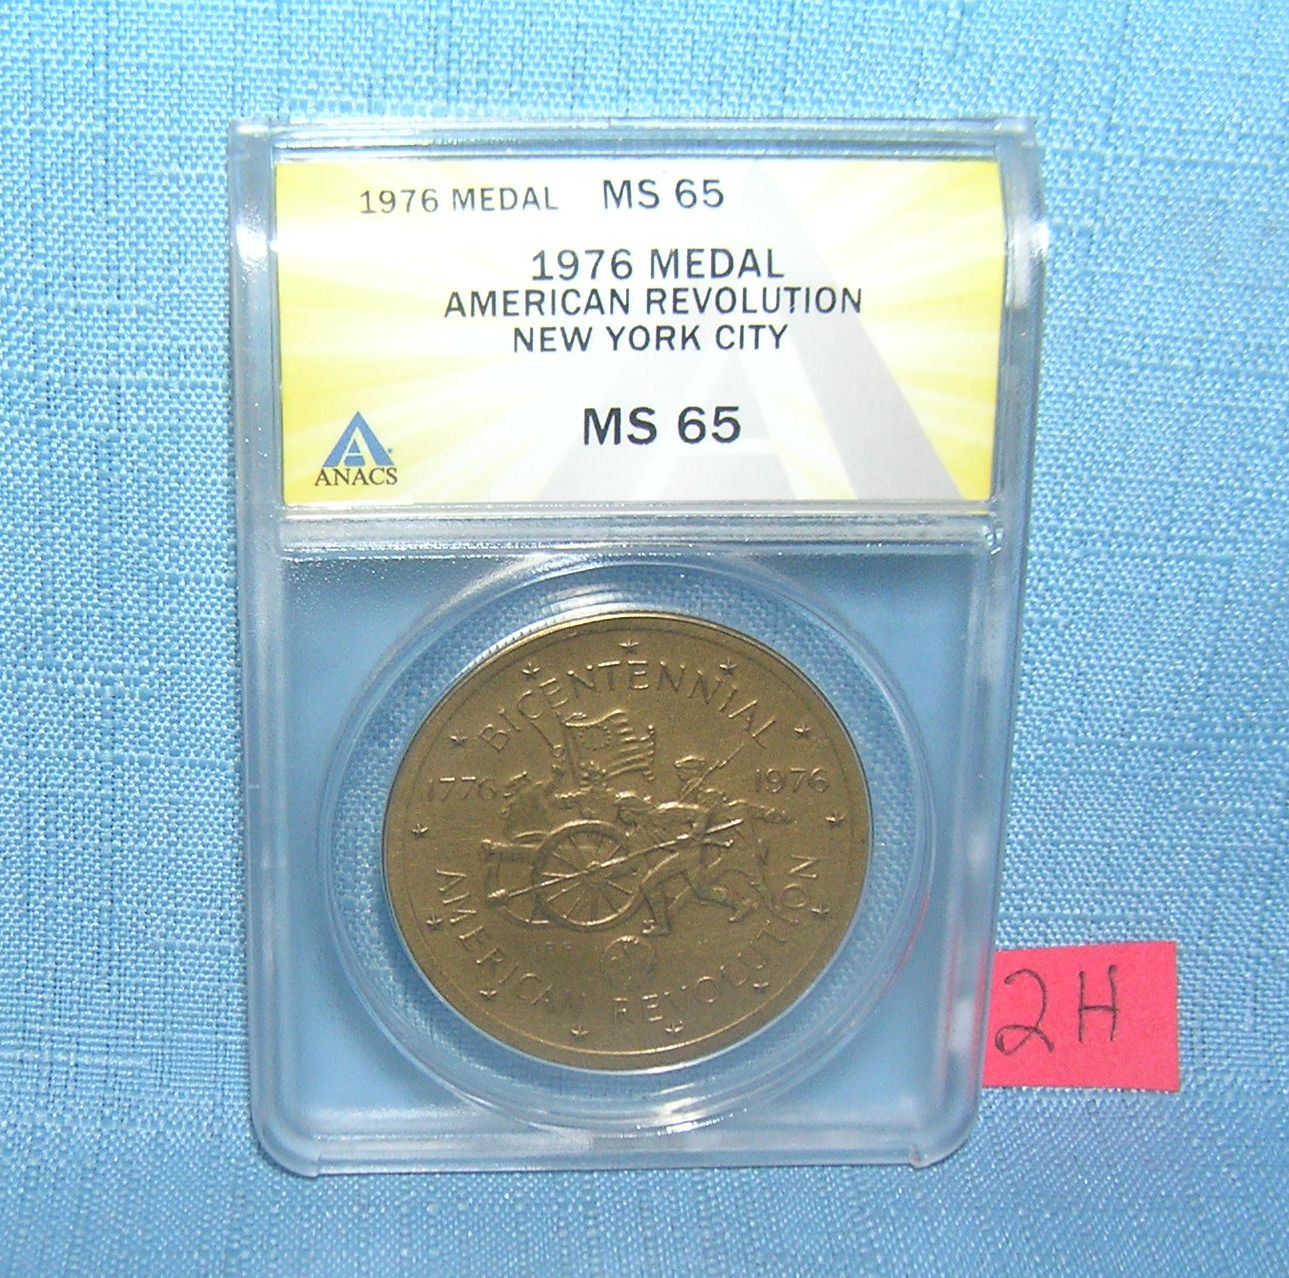 1976 MEDAL MS 65
1976 MEDAL
AMERICAN REVOLUTION
NEW YORK CITY
MS 65
ANACS
BICENTENNIAL
1776 1976
AMERICAN REVOLUTION
2H